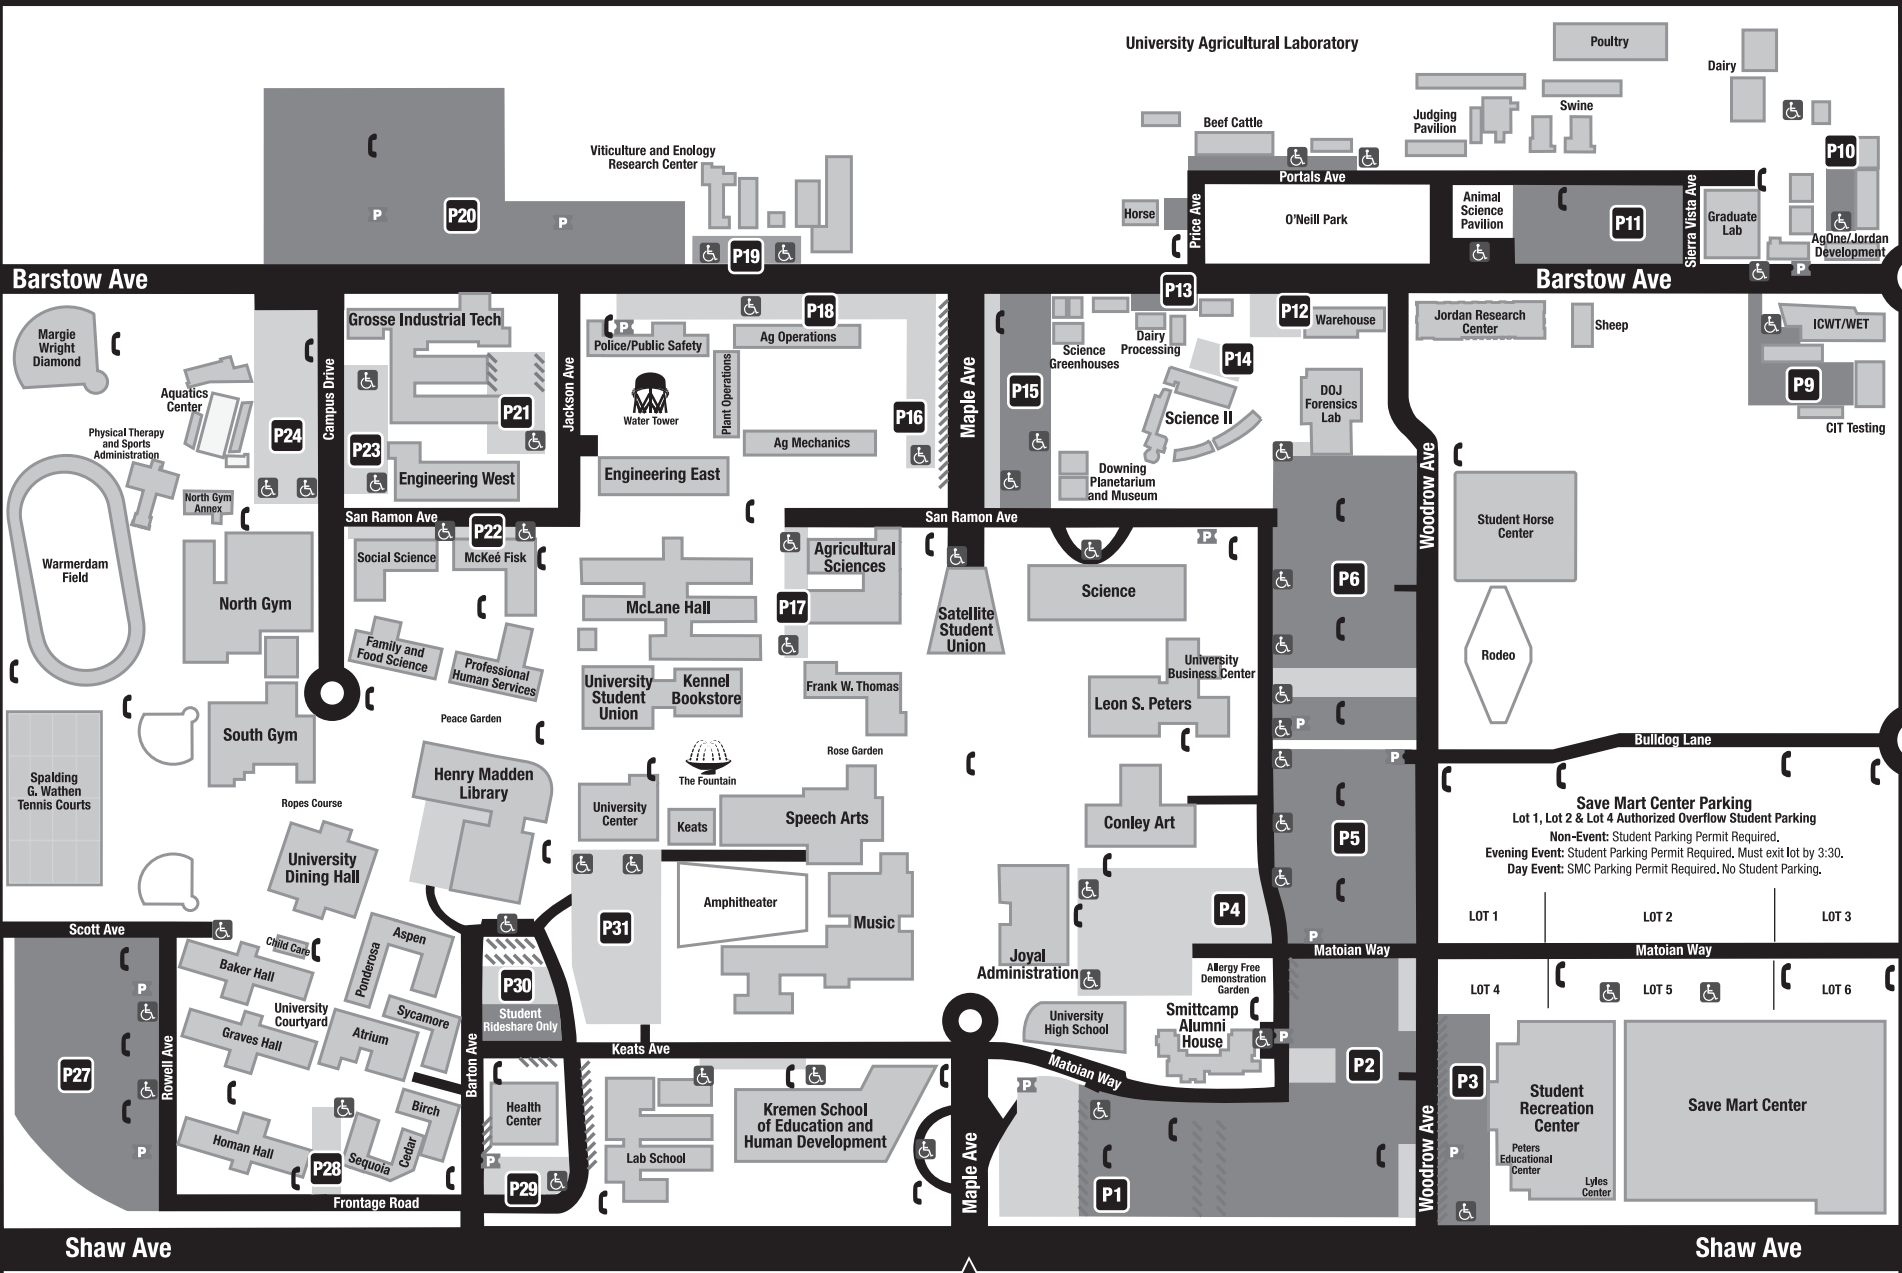 University Agricultural Laboratory
Poultry
Dairy
Swine
Judging
Pavilion
Beef Cattle
P10
Viticulture and Enology
Research Center
P
P20
P
P19
Portals Ave
Horse
Price Ave
O'Neill Park
Animal
Science
Pavilion
P11
Sierra Vista Ave
Graduate
Lab
AgOne/Jordan
Development
P
Barstow Ave
Barstow Ave
Margie
Wright
Diamond
Aquatics
Center
Physical Therapy
and Sports
Administration
P24
Campus Drive
Grosse Industrial Tech
P23
P21
Engineering West
Jackson Ave
P
Police/Public Safety
P18
Ag Operations
Plant Operations
Water Tower
Ag Mechanics
Engineering East
P16
Maple Ave
P15
P13
Science
Greenhouses
Dairy
Processing
P12
Warehouse
P14
Science II
DOJ
Forensics
Lab
Downing
Planetarium
and Museum
Jordan Research
Center
Sheep
ICWT/WET
P9
CIT Testing
Woodrow Ave
North Gym
Annex
San Ramon Ave
San Ramon Ave
P22
Social Science
McKee Fisk
Warmerdam
Field
North Gym
Family and
Food Science
Professional
Human Services
McLane Hall
Agricultural
Sciences
P17
Satellite
Student
Union
Science
P
P6
Student Horse
Center
Rodeo
University
Business Center
Leon S. Peters
P
University
Student
Union
Kennel
Bookstore
Frank W. Thomas
Peace Garden
South Gym
Spalding
G. Wathen
Tennis Courts
Ropes Course
Henry Madden
Library
The Fountain
Rose Garden
University
Center
Keats
Speech Arts
Conley Art
P
P5
Bulldog Lane
Save Mart Center Parking
Lot 1, Lot 2 & Lot 4 Authorized Overflow Student Parking
Non-Event: Student Parking Permit Required.
Evening Event: Student Parking Permit Required. Must exit lot by 3:30.
Day Event: SMC Parking Permit Required. No Student Parking.
LOT 1
LOT 2
LOT 3
University
Dining Hall
P31
Amphitheater
Music
P4
P
Joyal
Administration
Matoian Way
Matoian Way
Allergy Free
Demonstration
Garden
LOT 4
LOT 5
LOT 6
Scott Ave
Child Care
Aspen
Ponderosa
Baker Hall
P
University
Courtyard
Sycamore
Graves Hall
Atrium
P30
Student
Rideshare Only
University
High School
Smittcamp
Alumni
House
P
Keats Ave
Matoian Way
P
P27
Rowell Ave
Barton Ave
P2
P3
Birch
Health
Center
Kremen School
of Education and
Human Development
Student
Recreation
Center
Save Mart Center
Homan Hall
Sequoia
Cedar
P
P
Lab School
Maple Ave
Woodrow Ave
P
Peters
Educational
Center
Lyles
Center
P28
P29
P1
Frontage Road
Shaw Ave
Shaw Ave